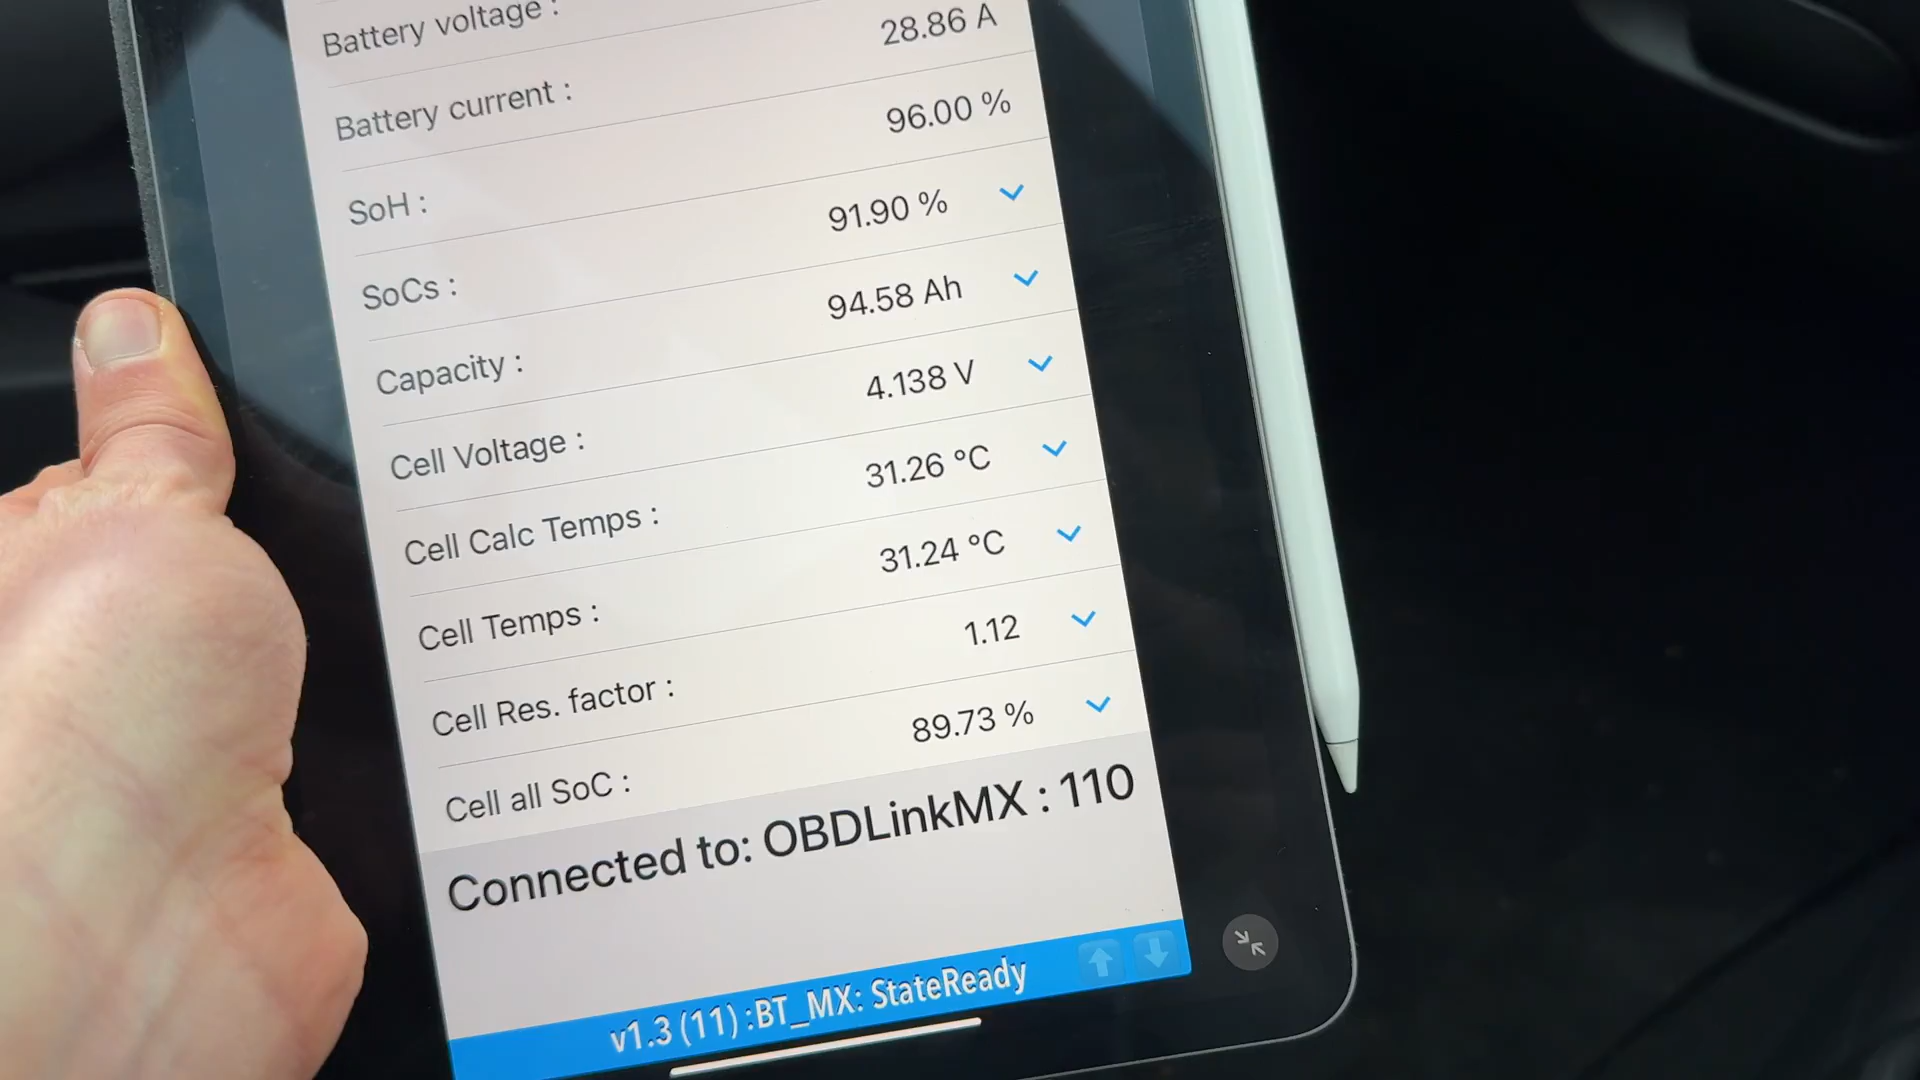 Battery voltage :
Battery current : 28.86 A
SoH : 96.00 %
SoCs : 91.90 %
Capacity : 94.58 Ah
Cell Voltage : 4.138 V
Cell Calc Temps : 31.26 °C
Cell Temps : 31.24 °C
Cell Res. factor : 1.12
Cell all SoC : 89.73 %
Connected to: OBDLinkMX : 110
v1.3 (11) :BT_MX: StateReady